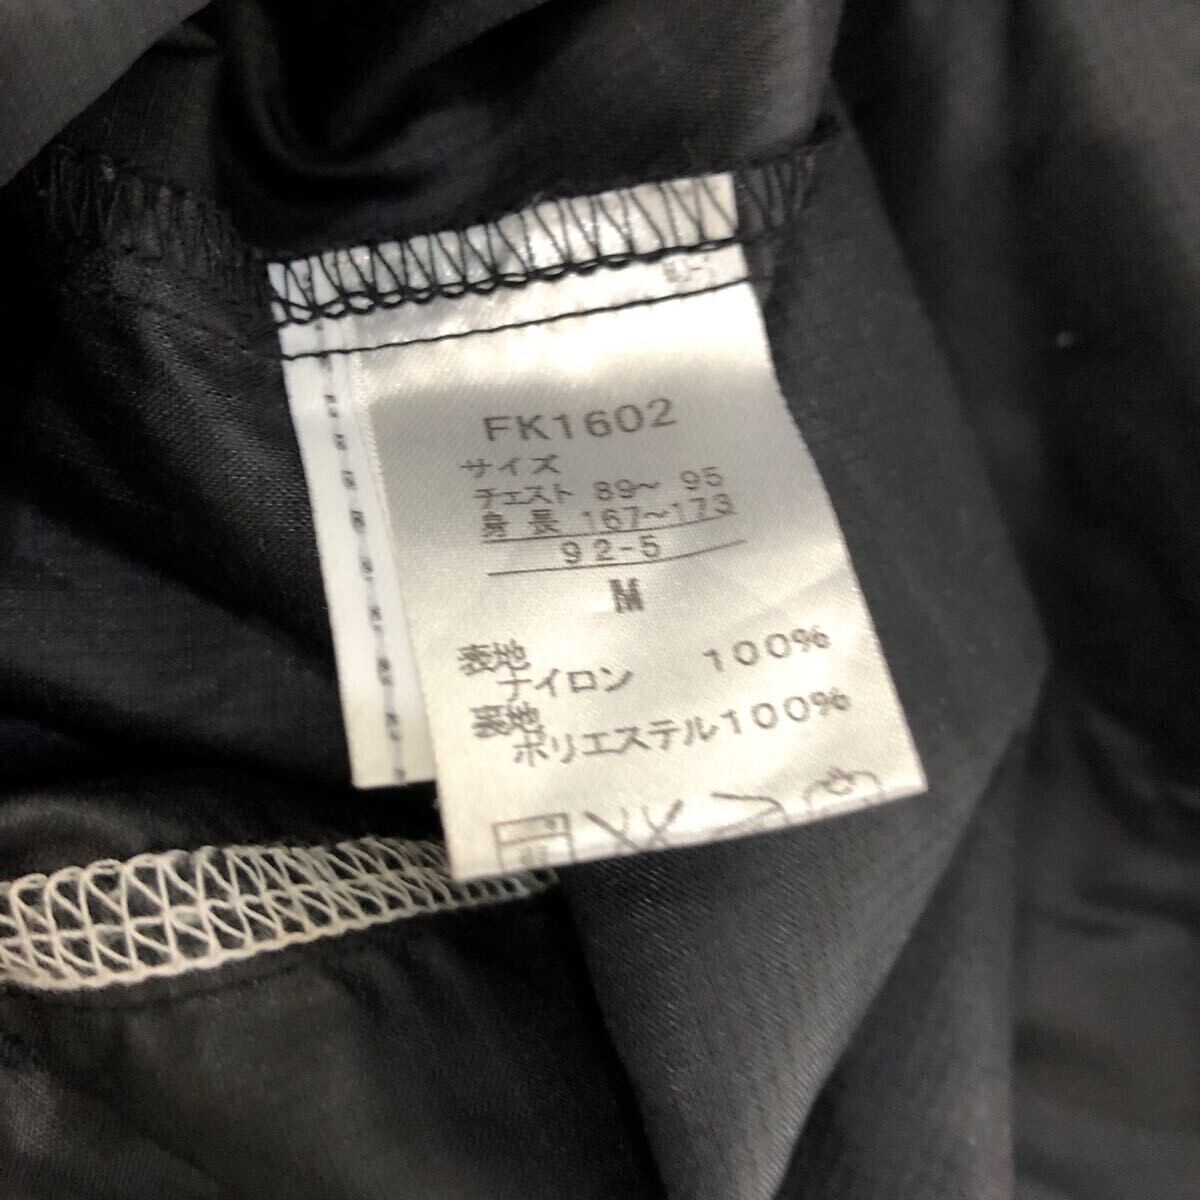 FK1602
サイズ
チェスト 89〜 95
身 長 167〜173
92-5
M
表地
ナイロン 100%
裏地
ポリエステル100%